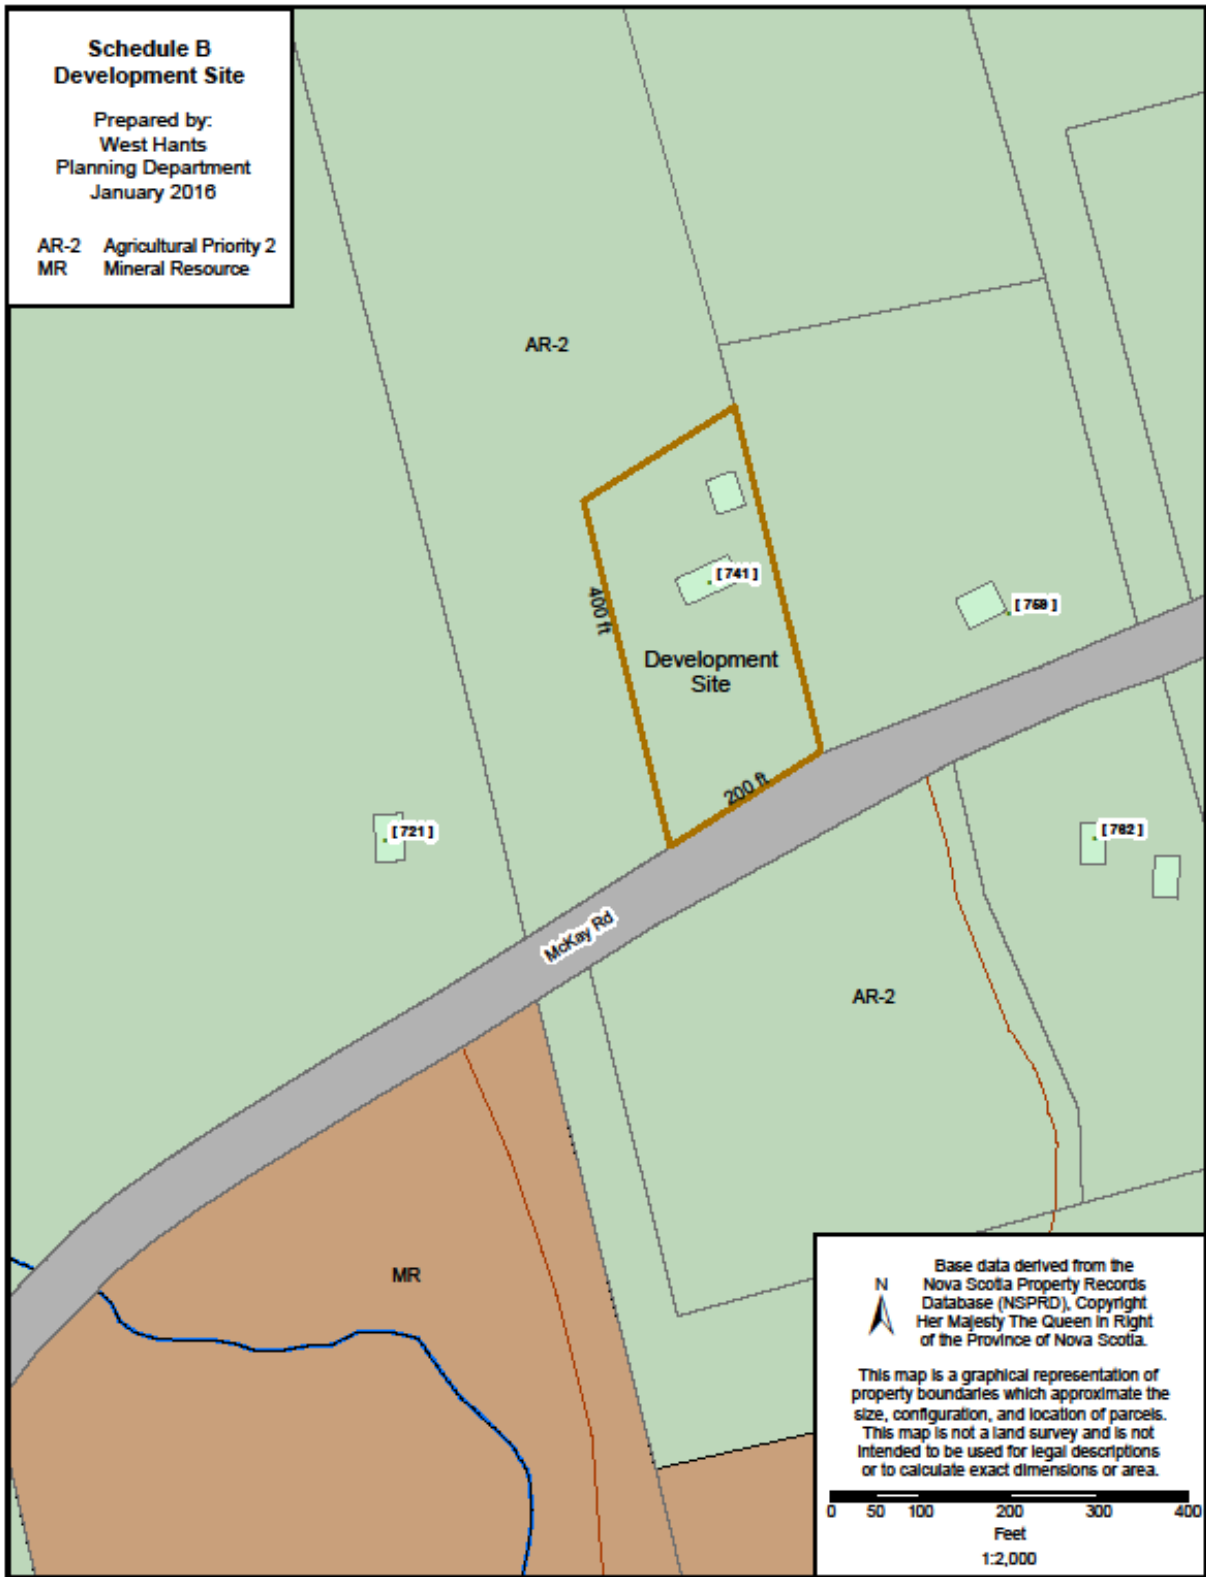 Schedule B
Development Site
Prepared by:
West Hants
Planning Department
January 2016
AR-2 Agricultural Priority 2
MR Mineral Resource
AR-2
[ 741 ]
[ 759 ]
400 ft
Development
Site
200 ft
[ 721 ]
[ 762 ]
McKay Rd
AR-2
MR
N
Base data derived from the
Nova Scotia Property Records
Database (NSPRD), Copyright
Her Majesty The Queen in Right
of the Province of Nova Scotia.
This map is a graphical representation of
property boundaries which approximate the
size, configuration, and location of parcels.
This map is not a land survey and is not
intended to be used for legal descriptions
or to calculate exact dimensions or area.
0 50 100 200 300 400
Feet
1:2,000